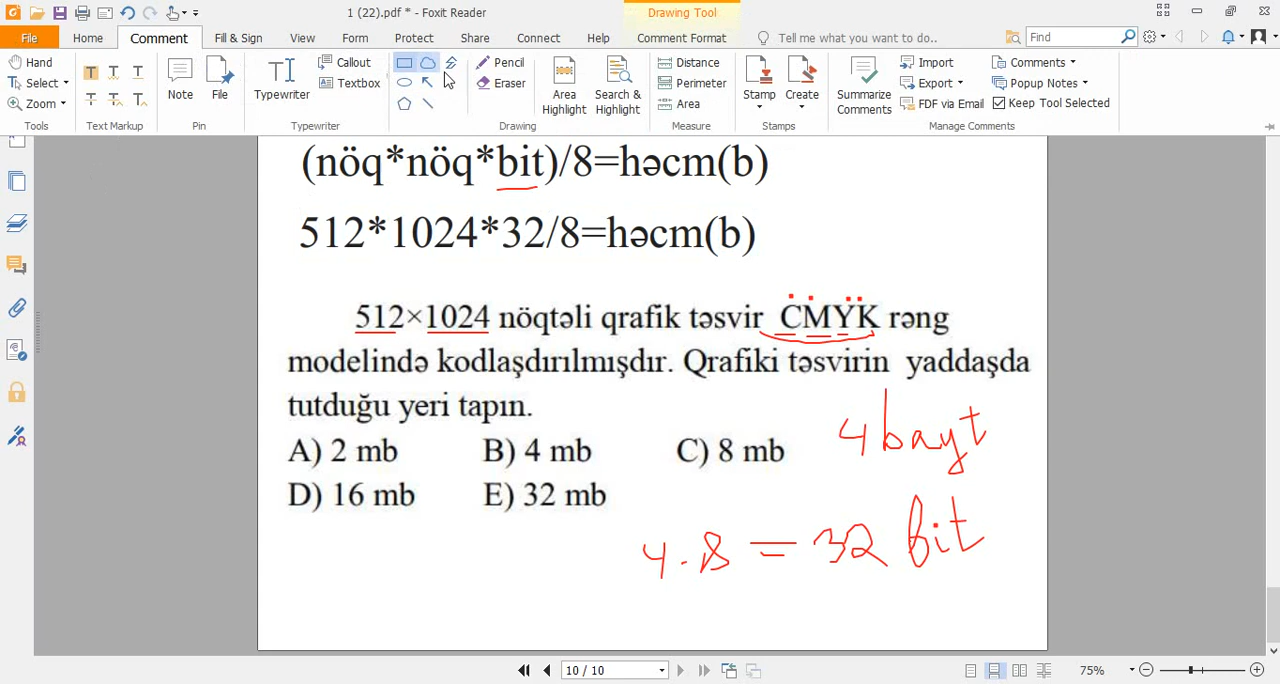 1 (22).pdf * - Foxit Reader
Drawing Tool
File Home Comment Fill & Sign View Form Protect Share Connect Help Comment Format Tell me what you want to do.. Find
Hand
Select
Zoom
Tools
T T T
T T T
Text Markup
Note
File
Pin
Typewriter
Callout
Textbox
Typewriter
Pencil
Eraser
Drawing
Area Highlight
Search & Highlight
Distance
Perimeter
Area
Measure
Stamp
Create
Stamps
Summarize Comments
Import
Export
FDF via Email
Comments
Popup Notes
Keep Tool Selected
Manage Comments
(nöq*nöq*bit)/8=həcm(b)
512*1024*32/8=həcm(b)
512×1024 nöqtəli qrafik təsvir CMYK rəng
modelində kodlaşdırılmışdır. Qrafiki təsvirin yaddaşda
tutduğu yeri tapın.
A) 2 mb B) 4 mb C) 8 mb
D) 16 mb E) 32 mb
4 bayt
4.8 = 32 bit
10 / 10
75%